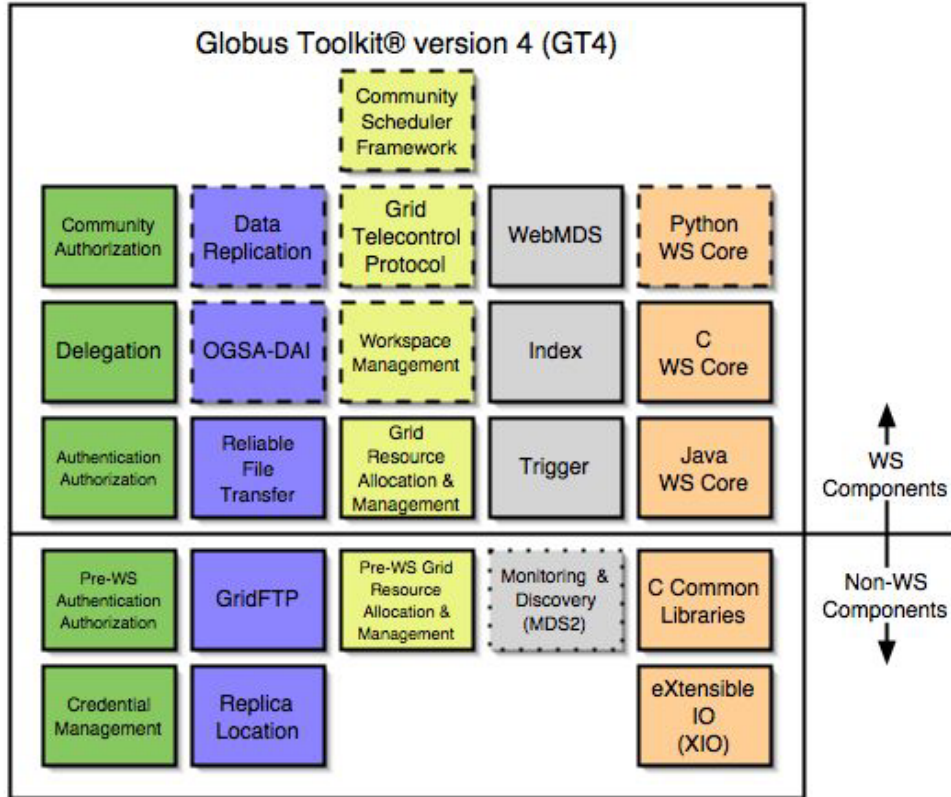 Globus Toolkit® version 4 (GT4)
Community
Scheduler
Framework
Community
Authorization
Data
Replication
Grid
Telecontrol
Protocol
WebMDS
Python
WS Core
Delegation
OGSA-DAI
Workspace
Management
Index
C
WS Core
Authentication
Authorization
Reliable
File
Transfer
Grid
Resource
Allocation &
Management
Trigger
Java
WS Core
WS
Components
Pre-WS
Authentication
Authorization
GridFTP
Pre-WS Grid
Resource
Allocation &
Management
Monitoring &
Discovery
(MDS2)
C Common
Libraries
Non-WS
Components
Credential
Management
Replica
Location
eXtensible
IO
(XIO)